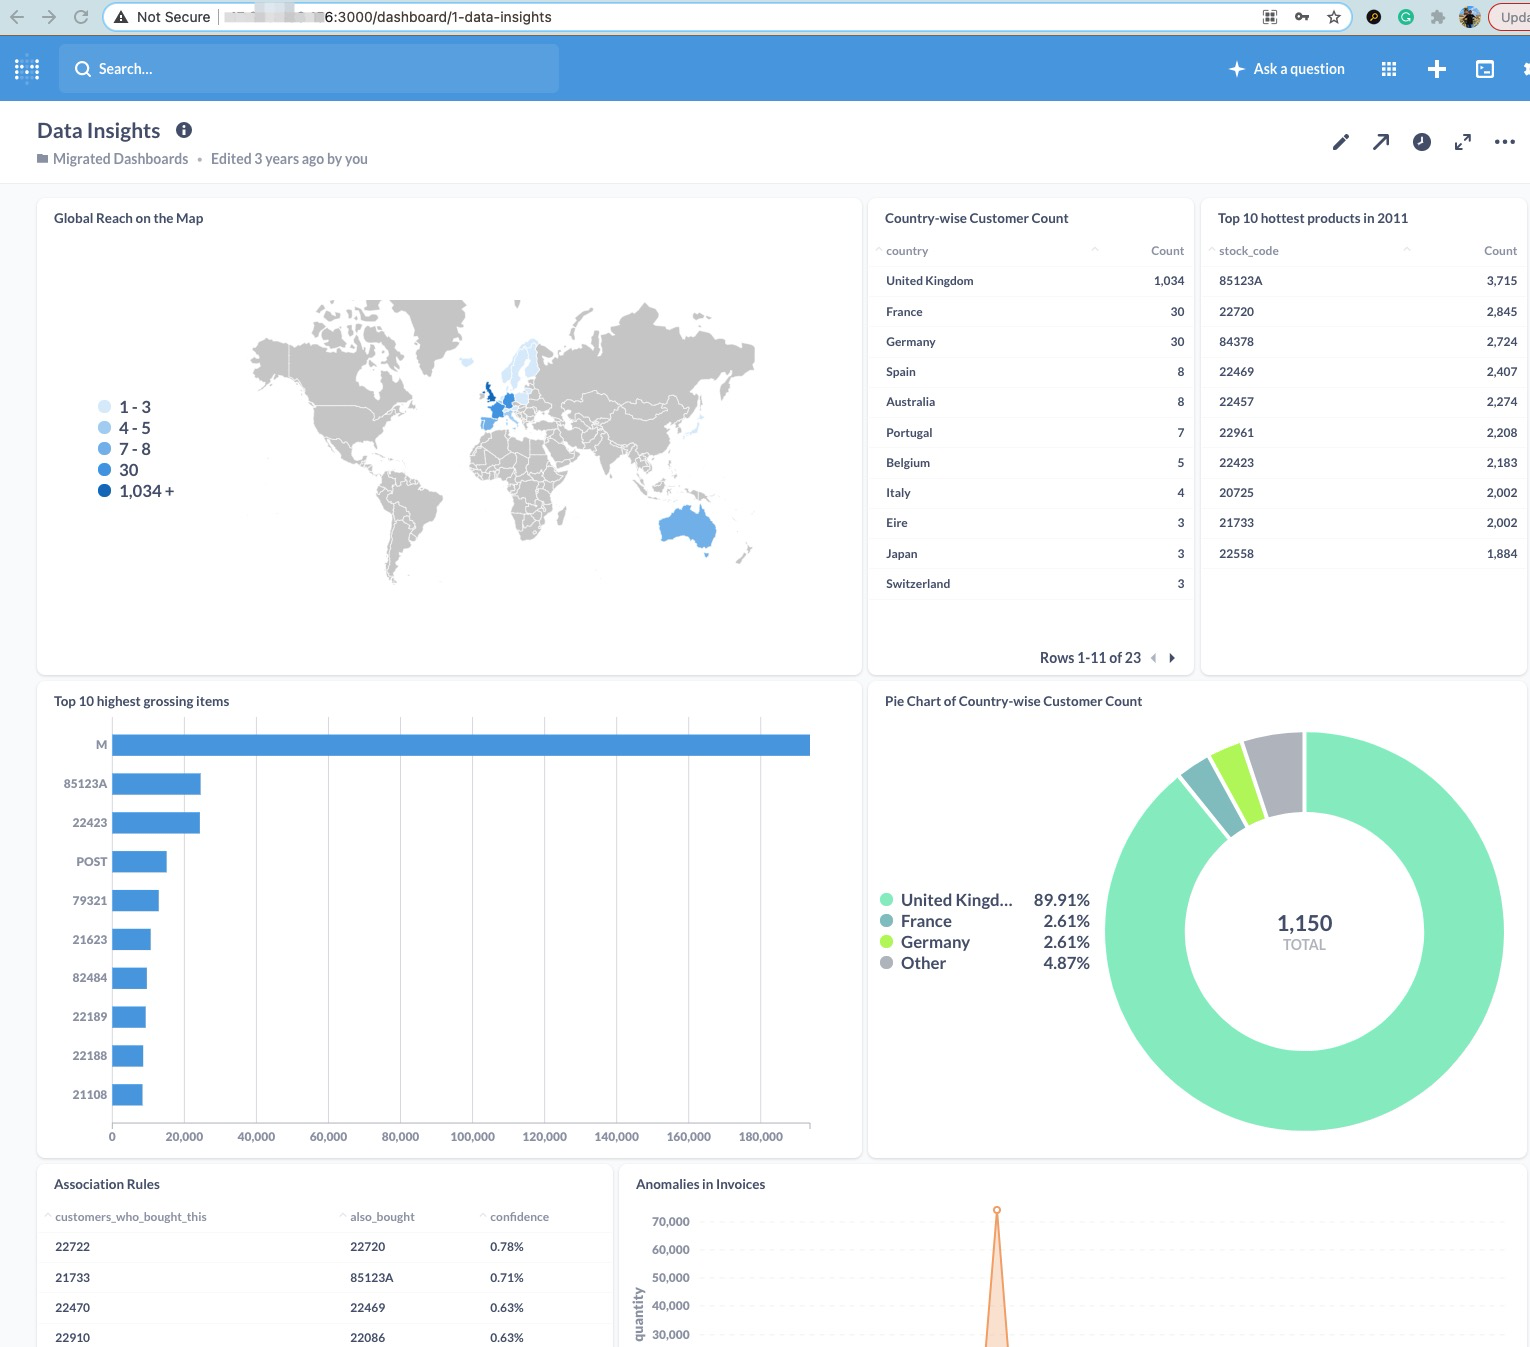 Not Secure
6:3000/dashboard/1-data-insights
Search...
Ask a question
Data Insights
Migrated Dashboards • Edited 3 years ago by you
Global Reach on the Map
1 - 3
4 - 5
7 - 8
30
1,034 +
Country-wise Customer Count
country Count
United Kingdom 1,034
France 30
Germany 30
Spain 8
Australia 8
Portugal 7
Belgium 5
Italy 4
Eire 3
Japan 3
Switzerland 3
Rows 1-11 of 23
Top 10 hottest products in 2011
stock_code Count
85123A 3,715
22720 2,845
84378 2,724
22469 2,407
22457 2,274
22961 2,208
22423 2,183
20725 2,002
21733 2,002
22558 1,884
Top 10 highest grossing items
M
85123A
22423
POST
79321
21623
82484
22189
22188
21108
0 20,000 40,000 60,000 80,000 100,000 120,000 140,000 160,000 180,000
Pie Chart of Country-wise Customer Count
United Kingd... 89.91%
France 2.61%
Germany 2.61%
Other 4.87%
1,150
TOTAL
Association Rules
customers_who_bought_this also_bought confidence
22722 22720 0.78%
21733 85123A 0.71%
22470 22469 0.63%
22910 22086 0.63%
Anomalies in Invoices
70,000
60,000
50,000
40,000
30,000
quantity